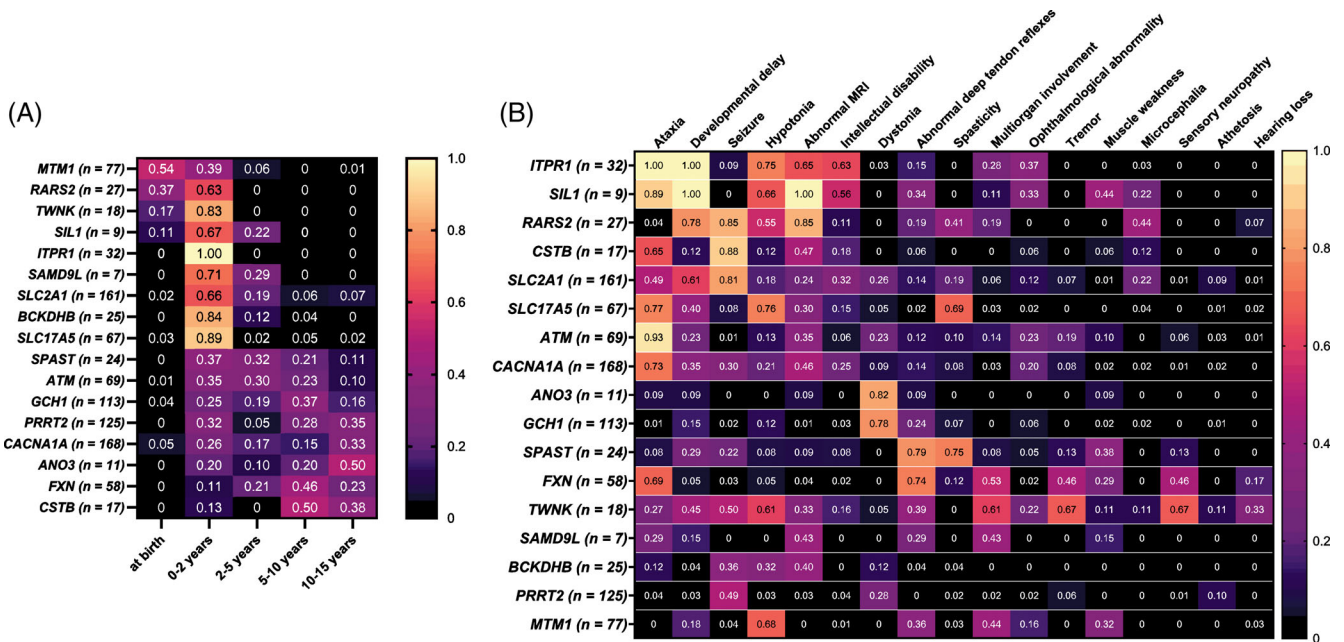 (A)
MTM1 (n = 77) 0.54 0.39 0.06 0 0.01
RARS2 (n = 27) 0.37 0.63 0 0 0
TWNK (n = 18) 0.17 0.83 0 0 0
SIL1 (n = 9) 0.11 0.67 0.22 0 0
ITPR1 (n = 32) 0 1.00 0 0 0
SAMD9L (n = 7) 0 0.71 0.29 0 0
SLC2A1 (n = 161) 0.02 0.66 0.19 0.06 0.07
BCKDHB (n = 25) 0 0.84 0.12 0.04 0
SLC17A5 (n = 67) 0.03 0.89 0.02 0.05 0.02
SPAST (n = 24) 0 0.37 0.32 0.21 0.11
ATM (n = 69) 0.01 0.35 0.30 0.23 0.10
GCH1 (n = 113) 0.04 0.25 0.19 0.37 0.16
PRRT2 (n = 125) 0 0.32 0.05 0.28 0.35
CACNA1A (n = 168) 0.05 0.26 0.17 0.15 0.33
ANO3 (n = 11) 0 0.20 0.10 0.20 0.50
FXN (n = 58) 0 0.11 0.21 0.46 0.23
CSTB (n = 17) 0 0.13 0 0.50 0.38
at birth
0-2 years
2-5 years
5-10 years
10-15 years
1.0
0.8
0.6
0.4
0.2
0
(B)
Ataxia
Developmental delay
Seizure
Hypotonia
Abnormal MRI
Intellectual disability
Dystonia
Abnormal deep tendon reflexes
Spasticity
Multiorgan involvement
Ophthalmological abnormality
Tremor
Muscle weakness
Microcephalia
Sensory neuropathy
Athetosis
Hearing loss
ITPR1 (n = 32) 1.00 1.00 0.09 0.75 0.65 0.63 0.03 0.15 0 0.28 0.37 0 0 0.03 0 0 0
SIL1 (n = 9) 0.89 1.00 0 0.66 1.00 0.56 0 0.34 0 0.11 0.33 0 0.44 0.22 0 0 0
RARS2 (n = 27) 0.04 0.78 0.85 0.55 0.85 0.11 0 0.19 0.41 0.19 0 0 0 0.44 0 0 0.07
CSTB (n = 17) 0.65 0.12 0.88 0.12 0.47 0.18 0 0.06 0 0 0.06 0 0.06 0.12 0 0 0
SLC2A1 (n = 161) 0.49 0.61 0.81 0.18 0.24 0.32 0.26 0.14 0.19 0.06 0.12 0.07 0.01 0.22 0.01 0.09 0.01
SLC17A5 (n = 67) 0.77 0.40 0.08 0.76 0.30 0.15 0.05 0.02 0.69 0.03 0.02 0 0 0.04 0 0.01 0.02
ATM (n = 69) 0.93 0.23 0.01 0.13 0.35 0.06 0.23 0.12 0.10 0.14 0.23 0.19 0.10 0 0.06 0.03 0.01
CACNA1A (n = 168) 0.73 0.35 0.30 0.21 0.46 0.25 0.09 0.14 0.08 0 0.20 0.08 0.02 0.02 0 0.04 0
ANO3 (n = 11) 0.09 0.09 0 0 0.09 0 0.82 0.09 0 0 0 0 0.09 0 0 0 0
GCH1 (n = 113) 0.01 0.15 0.02 0.12 0.01 0.03 0.78 0.24 0.07 0 0.06 0 0.02 0 0.02 0.01 0
SPAST (n = 24) 0.08 0.29 0.22 0.08 0.09 0.08 0 0.79 0.75 0.08 0.05 0.13 0.38 0 0.13 0 0
FXN (n = 58) 0.69 0.05 0.03 0.05 0.04 0.02 0 0.74 0.12 0.53 0.02 0.46 0.29 0 0.46 0 0.17
TWNK (n = 18) 0.27 0.45 0.50 0.61 0.33 0.16 0.05 0.39 0 0.61 0.22 0.67 0.11 0.11 0.67 0.11 0.33
SAMD9L (n = 7) 0.29 0.15 0 0 0.43 0 0 0.29 0 0.43 0 0 0.15 0 0 0 0
BCKDHB (n = 25) 0.12 0.04 0.36 0.32 0.40 0 0.12 0.04 0.04 0 0 0 0 0 0 0 0
PRRT2 (n = 125) 0.04 0.03 0.49 0.03 0.03 0.04 0.28 0 0.02 0.02 0.02 0.06 0 0 0.01 0.10 0
MTM1 (n = 77) 0 0.18 0.04 0.68 0 0.01 0 0.36 0.03 0.44 0.16 0 0.32 0 0 0 0.03
1.0
0.8
0.6
0.4
0.2
0